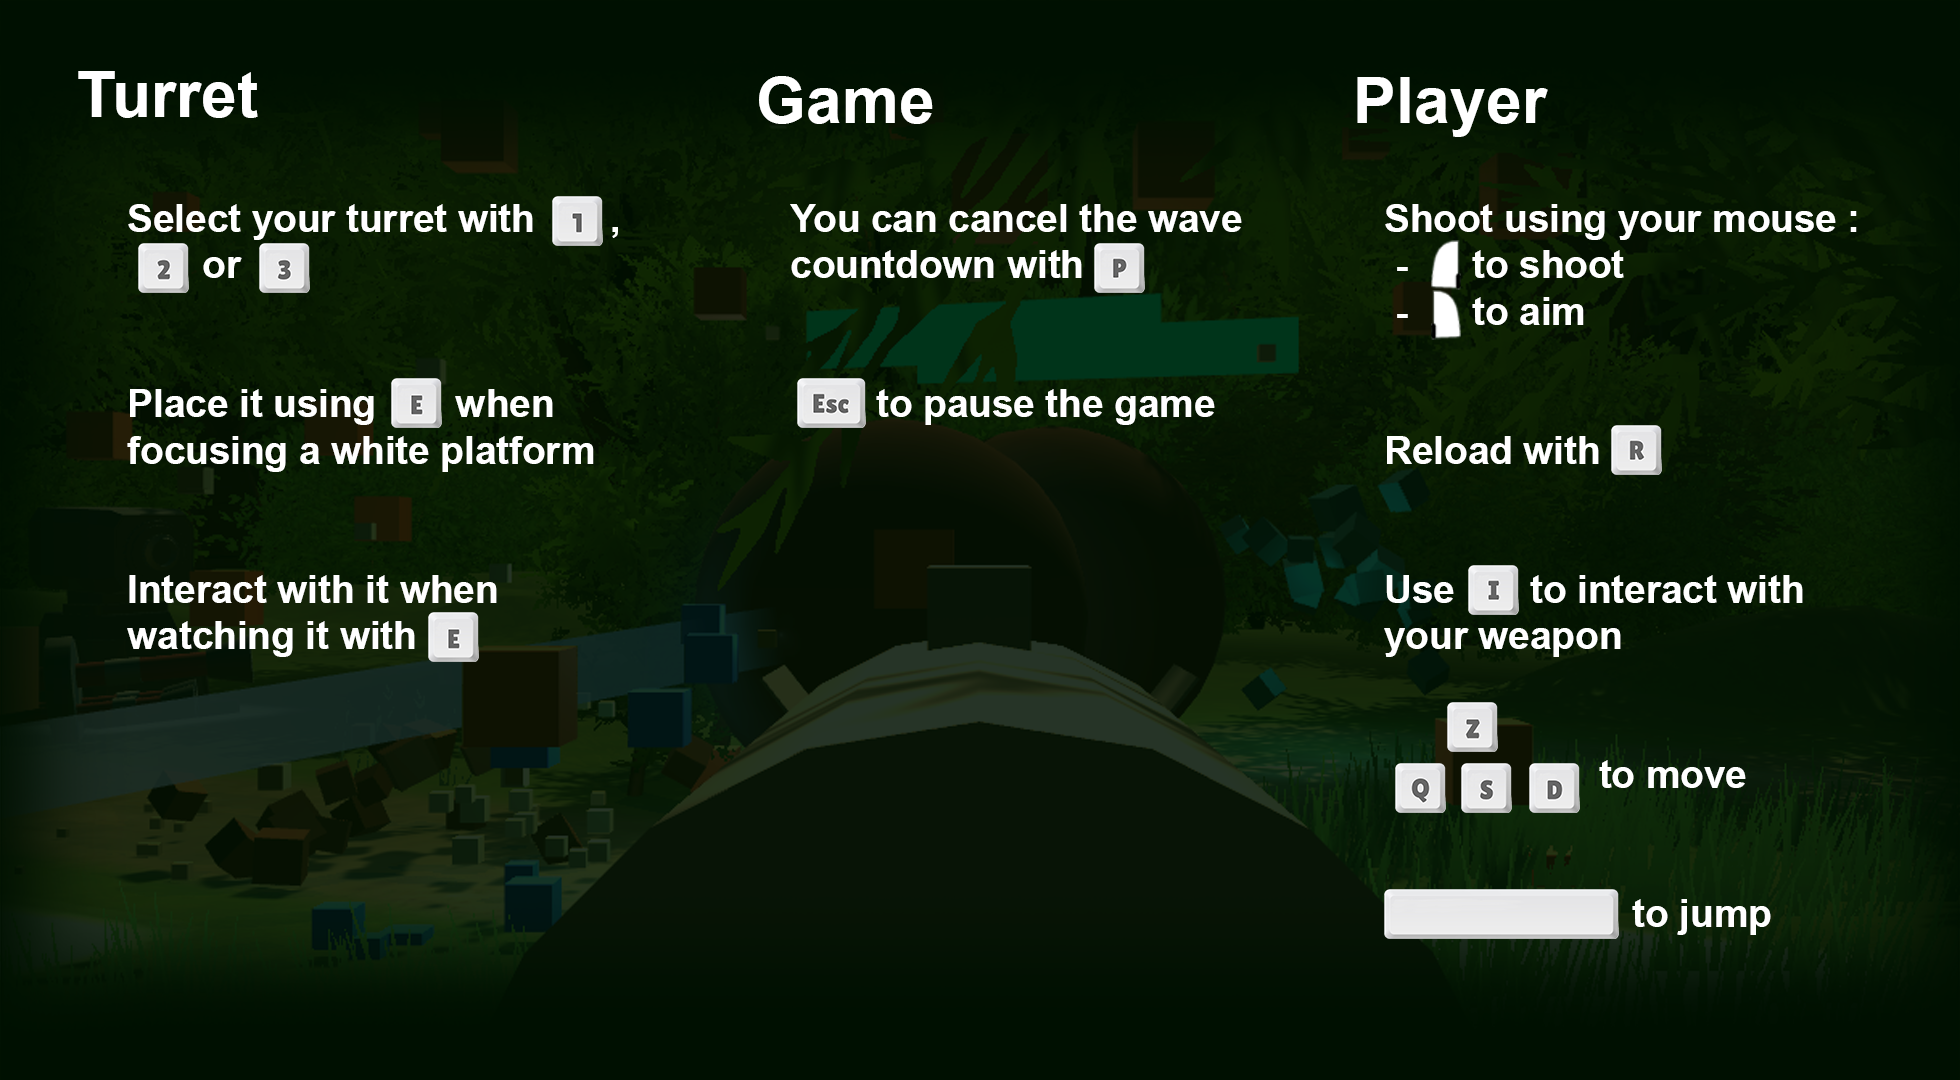 Turret
Select your turret with 1 ,
2 or 3
Place it using E when
focusing a white platform
Interact with it when
watching it with E
Game
You can cancel the wave
countdown with P
Esc to pause the game
Player
Shoot using your mouse :
- to shoot
- to aim
Reload with R
Use I to interact with
your weapon
Z
Q S D to move
to jump